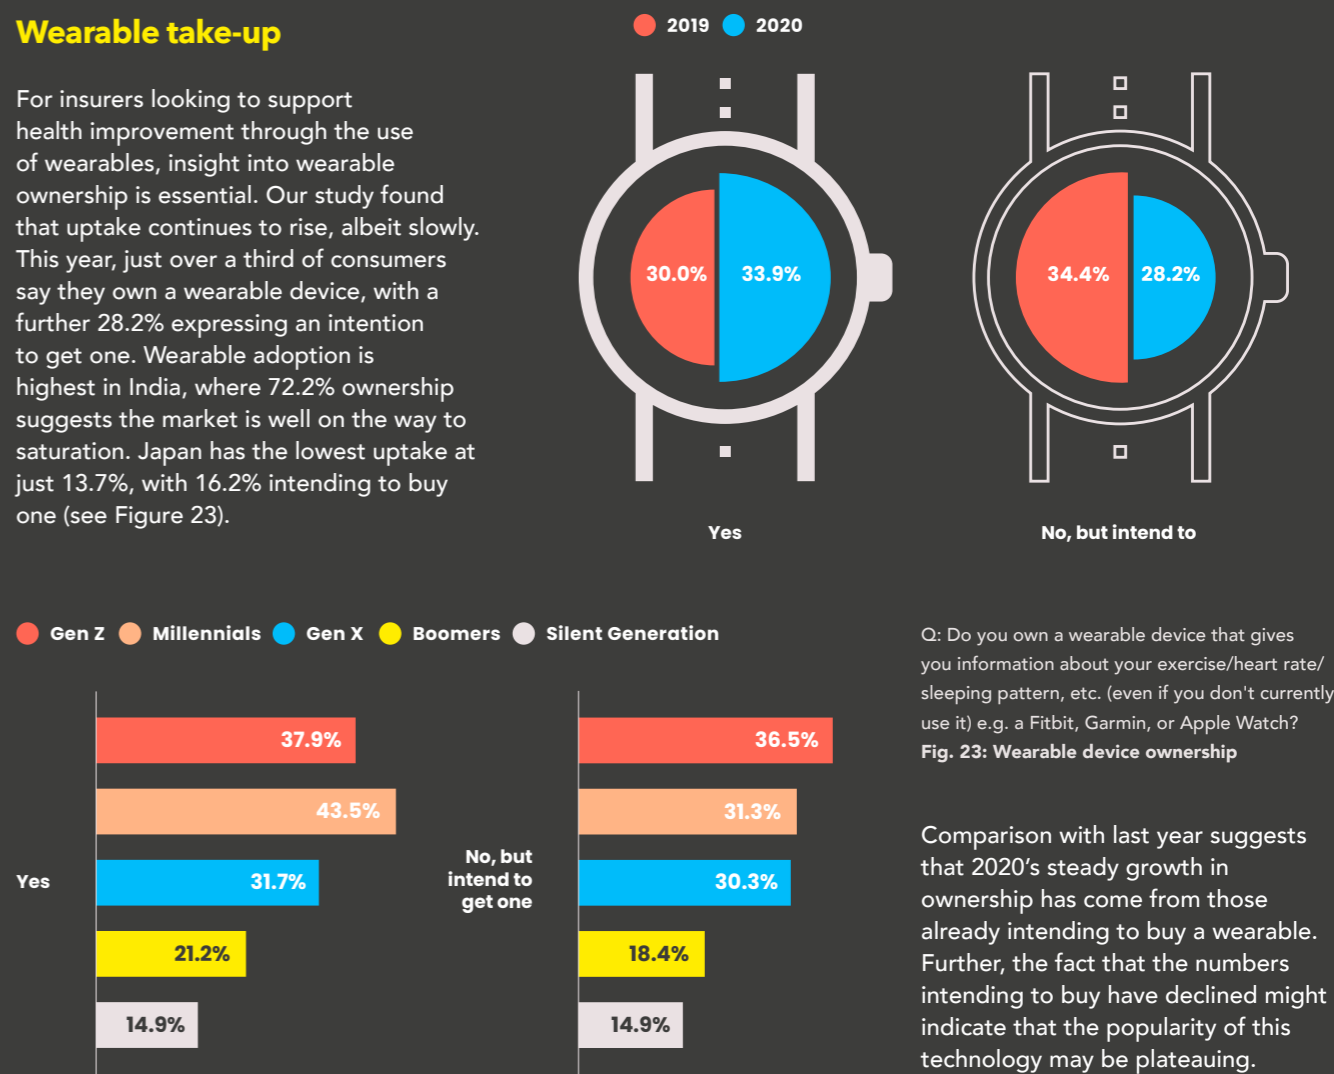 Wearable take-up
For insurers looking to support
health improvement through the use
of wearables, insight into wearable
ownership is essential. Our study found
that uptake continues to rise, albeit slowly.
This year, just over a third of consumers
say they own a wearable device, with a
further 28.2% expressing an intention
to get one. Wearable adoption is
highest in India, where 72.2% ownership
suggests the market is well on the way to
saturation. Japan has the lowest uptake at
just 13.7%, with 16.2% intending to buy
one (see Figure 23).
2019 2020
30.0% 33.9%
Yes
34.4% 28.2%
No, but intend to
Gen Z Millennials Gen X Boomers Silent Generation
Yes
37.9%
43.5%
31.7%
21.2%
14.9%
No, but
intend to
get one
36.5%
31.3%
30.3%
18.4%
14.9%
Q: Do you own a wearable device that gives
you information about your exercise/heart rate/
sleeping pattern, etc. (even if you don't currently
use it) e.g. a Fitbit, Garmin, or Apple Watch?
Fig. 23: Wearable device ownership
Comparison with last year suggests
that 2020's steady growth in
ownership has come from those
already intending to buy a wearable.
Further, the fact that the numbers
intending to buy have declined might
indicate that the popularity of this
technology may be plateauing.